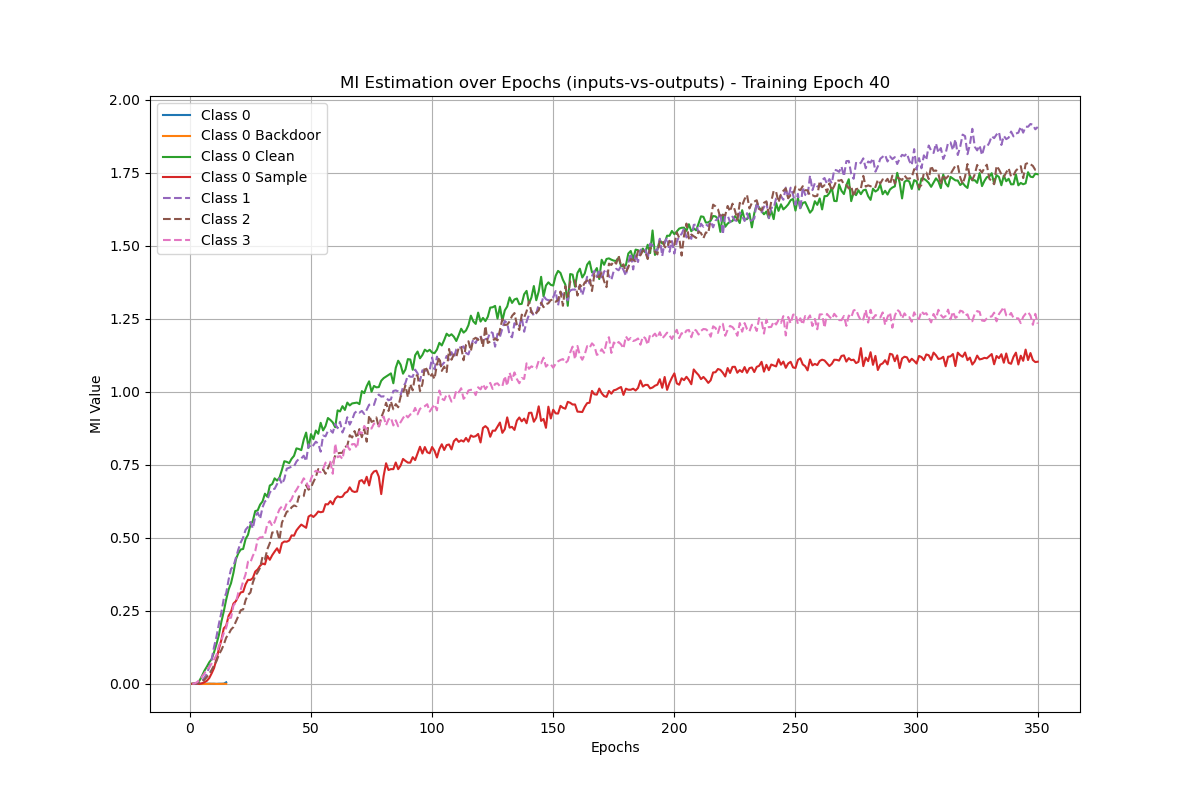 MI Estimation over Epochs (inputs-vs-outputs) - Training Epoch 40
2.00
1.75
1.50
1.25
1.00
0.75
0.50
0.25
0.00
MI Value
Class 0
Class 0 Backdoor
Class 0 Clean
Class 0 Sample
Class 1
Class 2
Class 3
0 50 100 150 200 250 300 350
Epochs